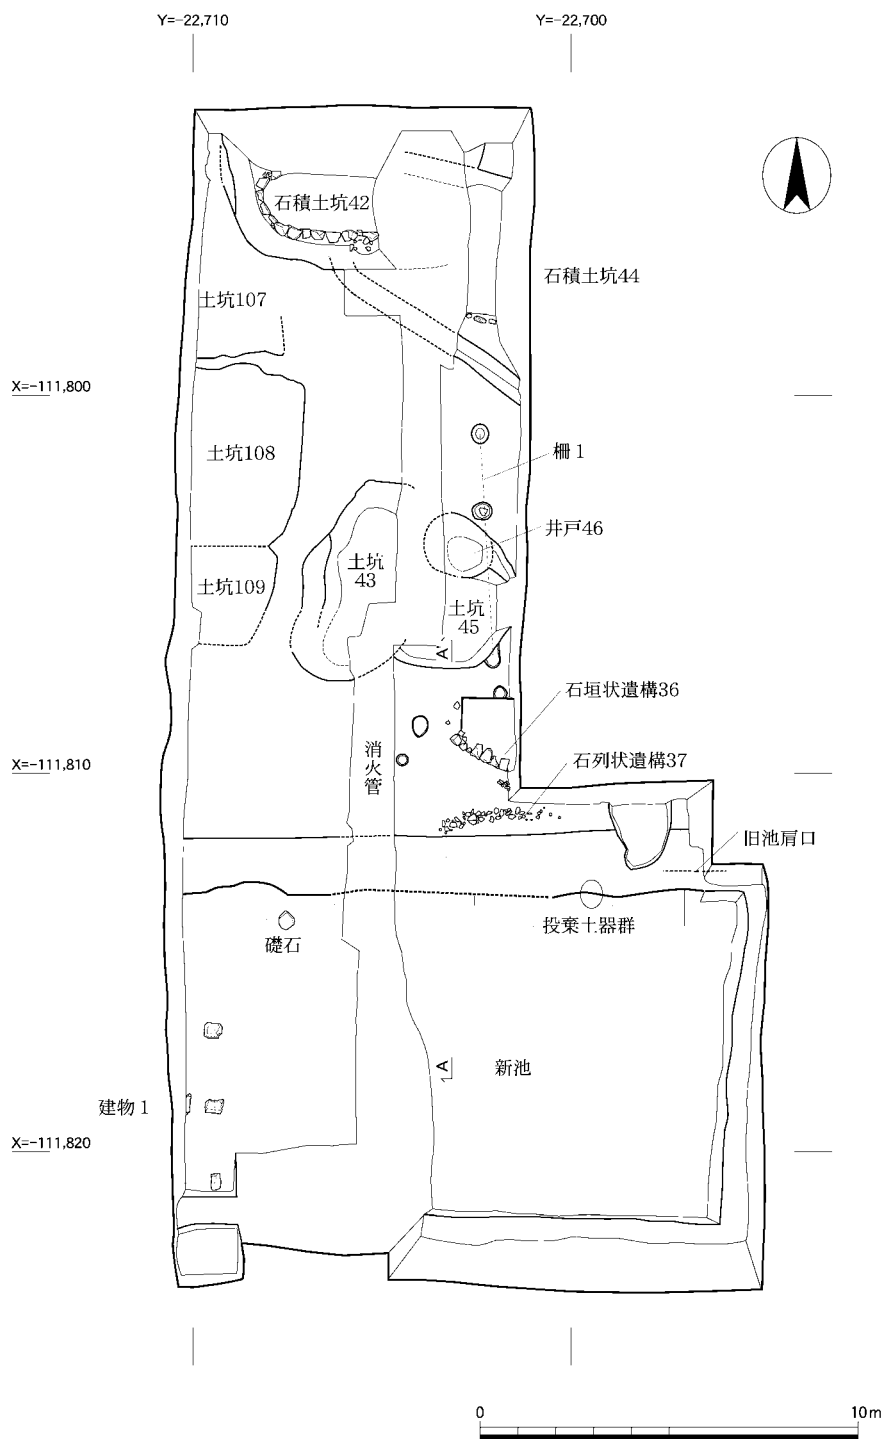 Y=-22,710
Y=-22,700
石積土坑42
石積土坑44
土坑107
X=-111,800
土坑108
柵1
井戸46
土坑
43
土坑109
土坑
45
A'
石垣状遺構36
消火管
X=-111,810
石列状遺構37
旧池肩口
投棄土器群
礎石
A
新池
建物1
X=-111,820
0
10m